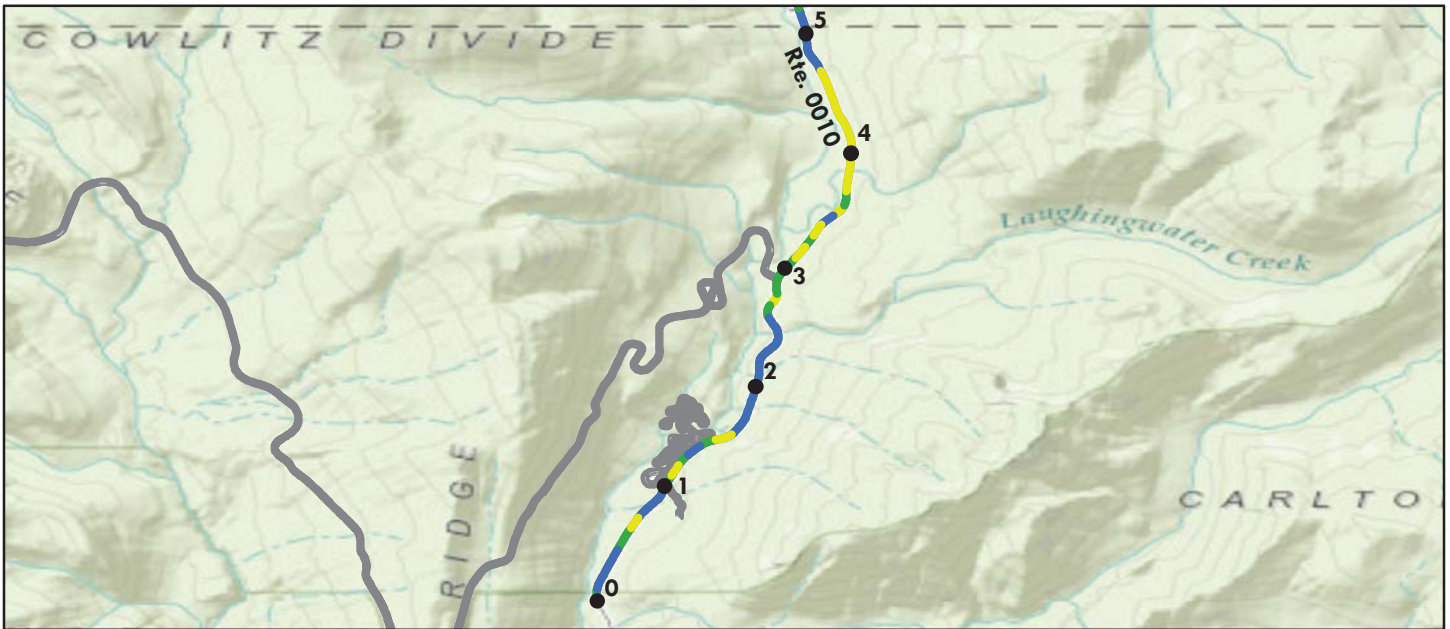 5
COWLITZ DIVIDE
Rte. 0010
4
Laughingwater Creek
3
2
RIDGE
1
CARLTO
0